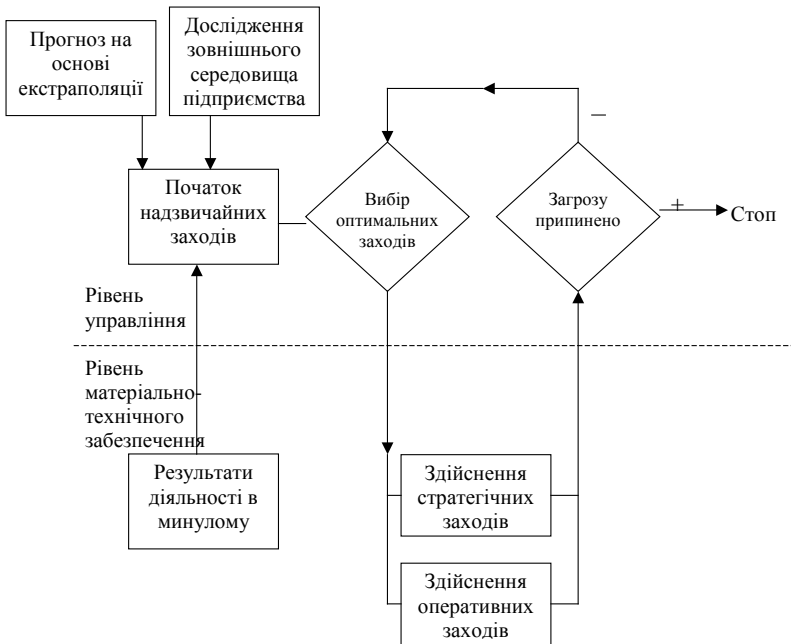 Прогноз на
основі
екстраполяції
Дослідження
зовнішнього
середовища
підприємства
Початок
надзвичайних
заходів
Вибір
оптимальних
заходів
Загрозу
припинено
—
+
Стоп
Рівень
управління
Рівень
матеріально-
технічного
забезпечення
Результати
діяльності в
минулому
Здійснення
стратегічних
заходів
Здійснення
оперативних
заходів